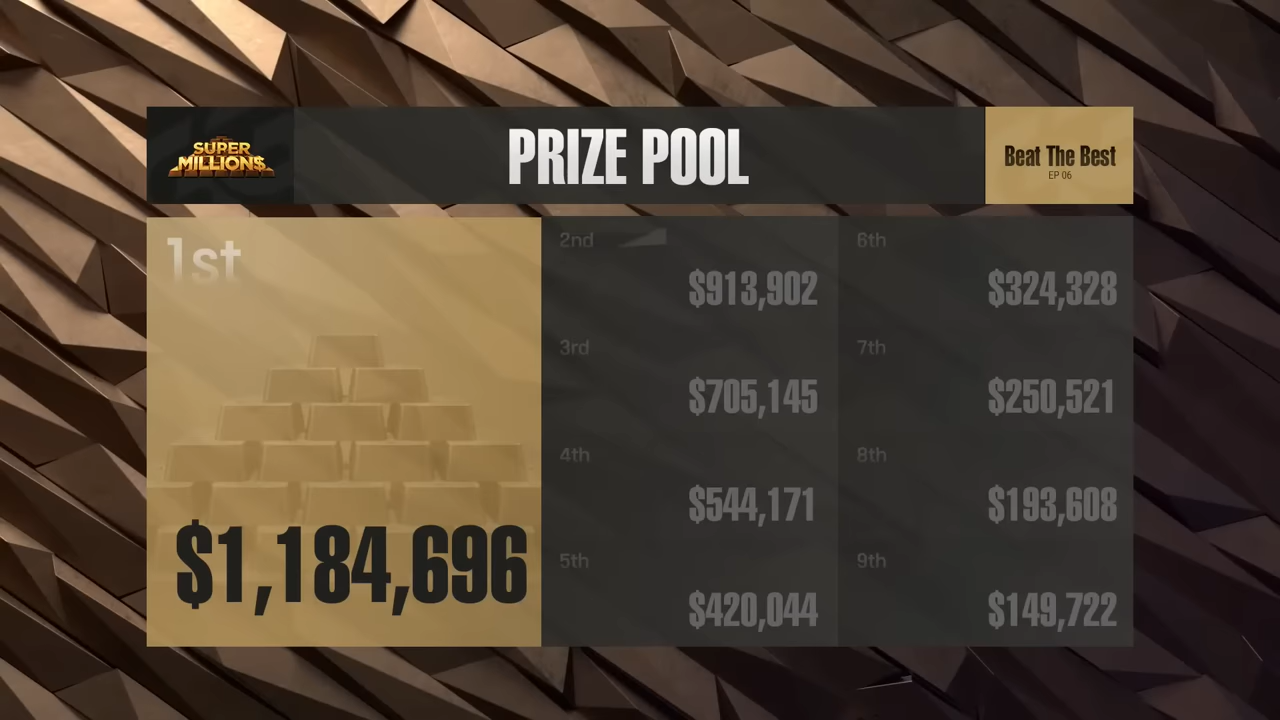 SUPER
MILLION$
PRIZE POOL
Beat The Best
EP 06
1st
$1,184,696
2nd
$913,902
3rd
$705,145
4th
$544,171
5th
$420,044
6th
$324,328
7th
$250,521
8th
$193,608
9th
$149,722